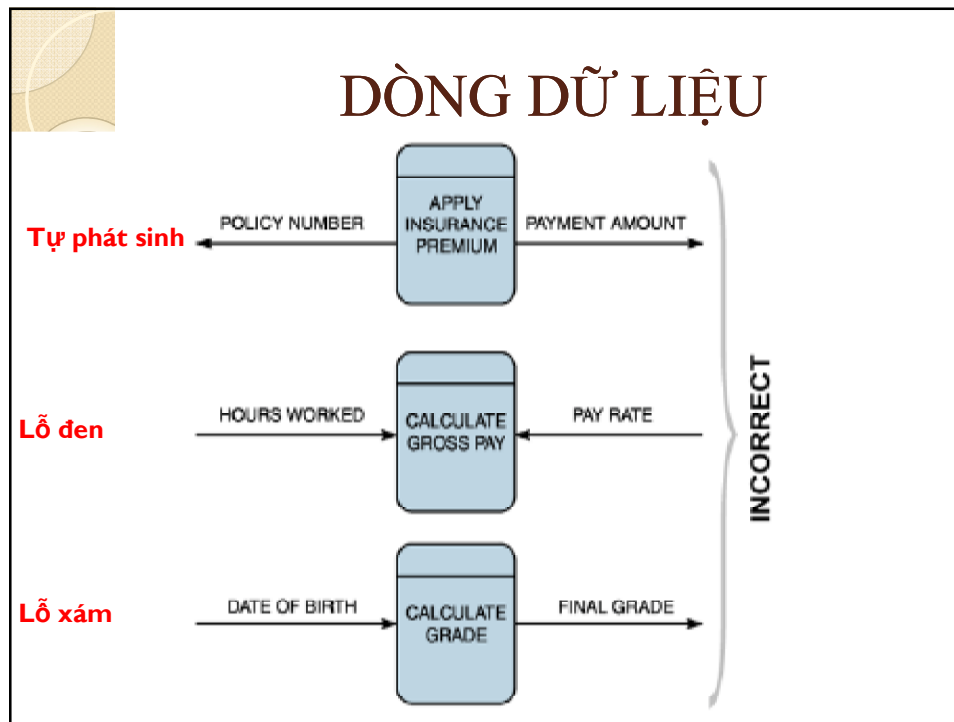 DÒNG DỮ LIỆU
Tự phát sinh
POLICY NUMBER
APPLY
INSURANCE
PREMIUM
PAYMENT AMOUNT
Lỗ đen
HOURS WORKED
CALCULATE
GROSS PAY
PAY RATE
Lỗ xám
DATE OF BIRTH
CALCULATE
GRADE
FINAL GRADE
INCORRECT